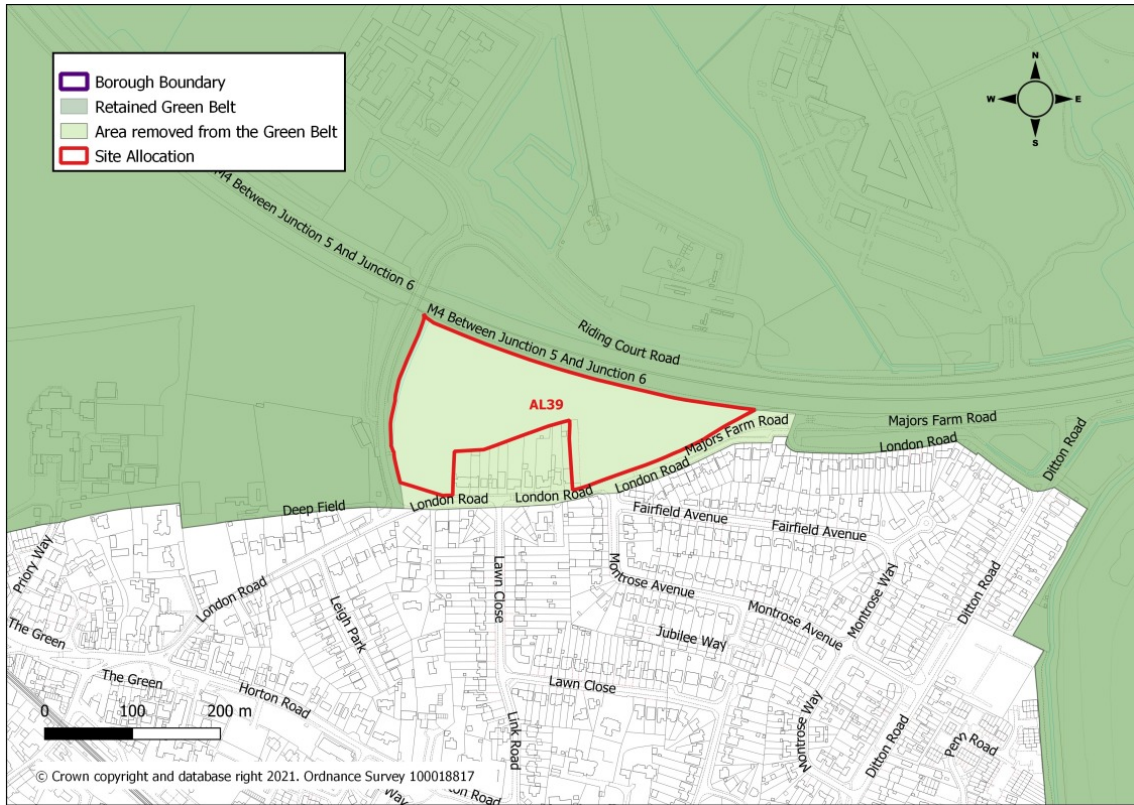 Borough Boundary
Retained Green Belt
Area removed from the Green Belt
Site Allocation
N
W
E
S
M4 Between Junction 5 And Junction 6
M4 Between Junction 5 And Junction 6
Riding Court Road
AL39
Majors Farm Road
Majors Farm Road
London Road
Ditton Road
London Road
Deep Field
London Road
London Road
Fairfield Avenue
Fairfield Avenue
Priory Way
London Road
Lawn Close
Montrose Avenue
Montrose Avenue
Montrose Way
Ditton Road
Leigh Park
Jubilee Way
The Green
The Green
Horton Road
Lawn Close
Link Road
Montrose Way
Ditton Road
0 100 200 m
© Crown copyright and database right 2021. Ordnance Survey 100018817
Way
Road